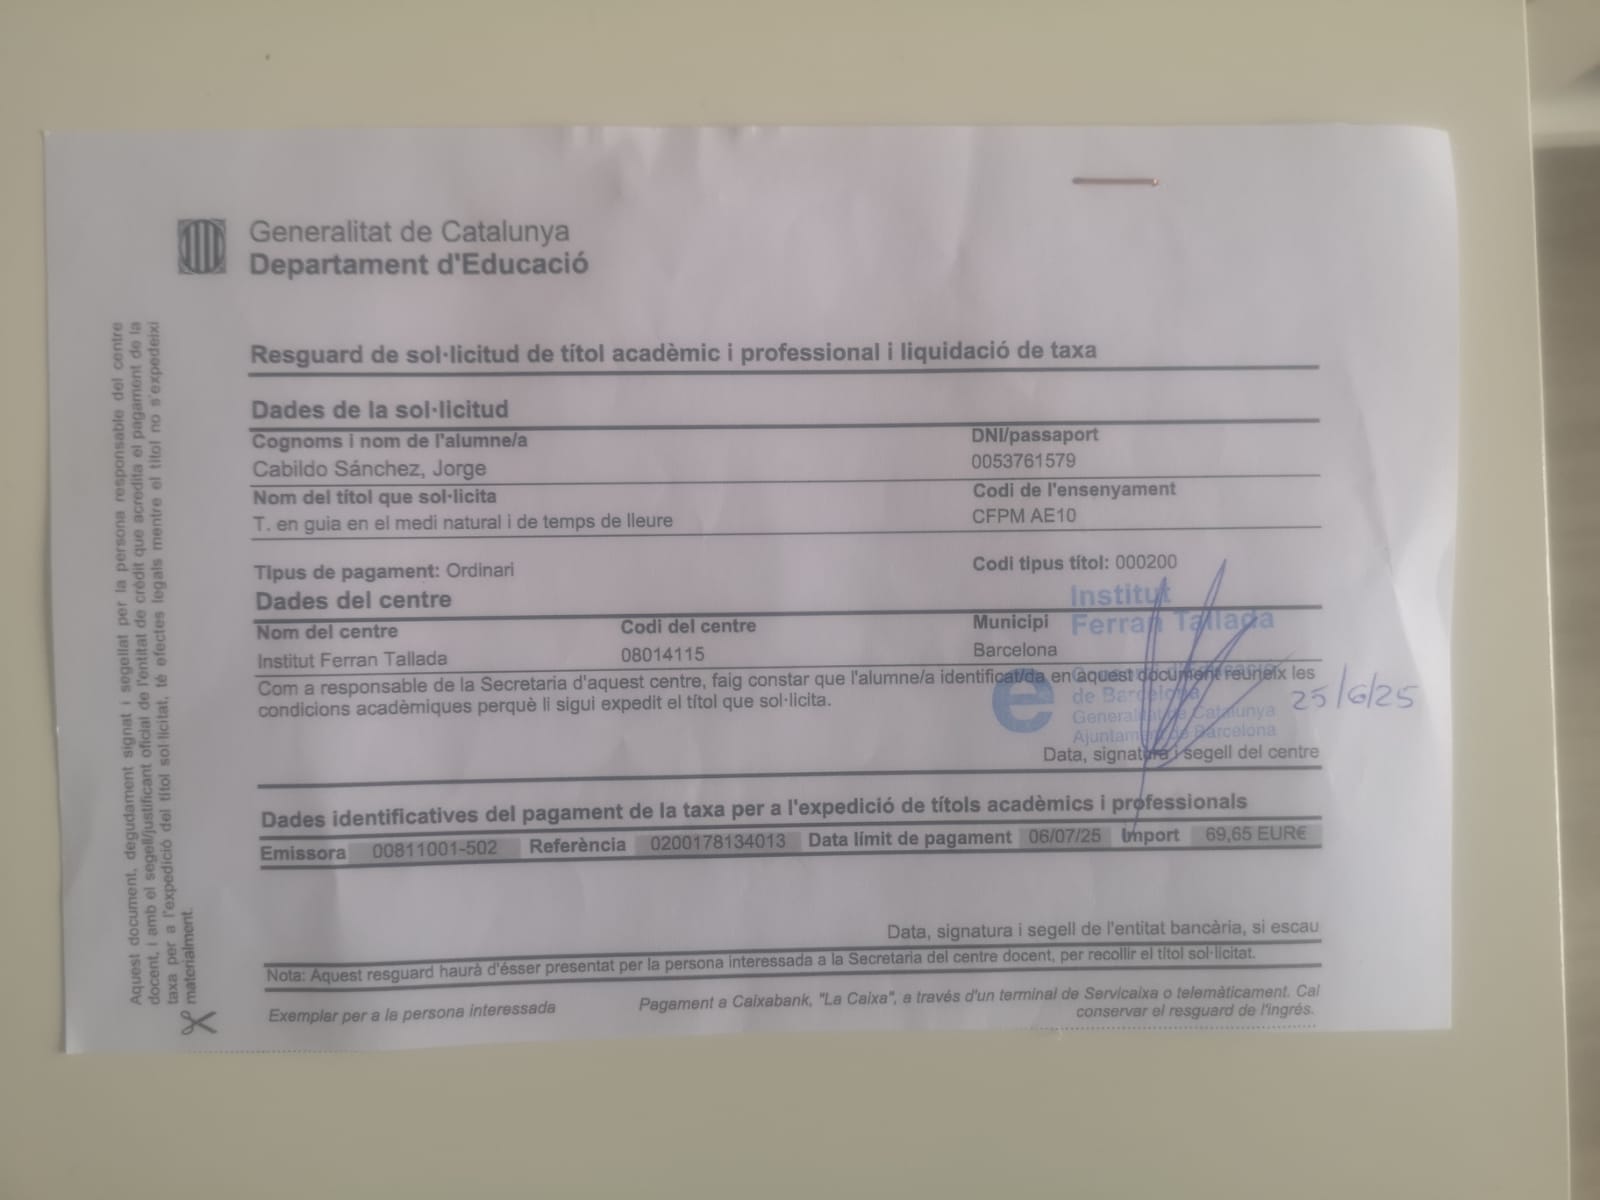 Generalitat de Catalunya
Departament d'Educació
Resguard de sol·licitud de títol acadèmic i professional i liquidació de taxa
Dades de la sol·licitud
Cognoms i nom de l'alumne/a DNI/passaport
Cabildo Sánchez, Jorge 0053761579
Nom del títol que sol·licita Codi de l'ensenyament
T. en guia en el medi natural i de temps de lleure CFPM AE10
Tipus de pagament: Ordinari Codi tipus títol: 000200
Dades del centre
Nom del centre Codi del centre Municipi
Institut Ferran Tallada 08014115 Barcelona
Com a responsable de la Secretaria d'aquest centre, faig constar que l'alumne/a identificat/da en aquest document reuneix les
condicions acadèmiques perquè li sigui expedit el títol que sol·licita.
Institut
Ferran Tallada
e
de Barcelona
Generalitat de Catalunya
Ajuntament de Barcelona
25/6/25
Data, signatura i segell del centre
Dades identificatives del pagament de la taxa per a l'expedició de títols acadèmics i professionals
Emissora 00811001-502 Referència 0200178134013 Data límit de pagament 06/07/25 Import 69,65 EUR€
Data, signatura i segell de l'entitat bancària, si escau
Nota: Aquest resguard haurà d'ésser presentat per la persona interessada a la Secretaria del centre docent, per recollir el títol sol·licitat.
Exemplar per a la persona interessada
Pagament a Caixabank, "La Caixa", a través d'un terminal de Servicaixa o telemàticament. Cal
conservar el resguard de l'ingrés.
Aquest document, degudament signat i segellat per la persona responsable del centre
docent, i amb el segell/justificant oficial de l'entitat de crèdit que acredita el pagament de la
taxa per a l'expedició del títol sol·licitat, té efectes legals mentre el títol no s'expedeixi
materialment.